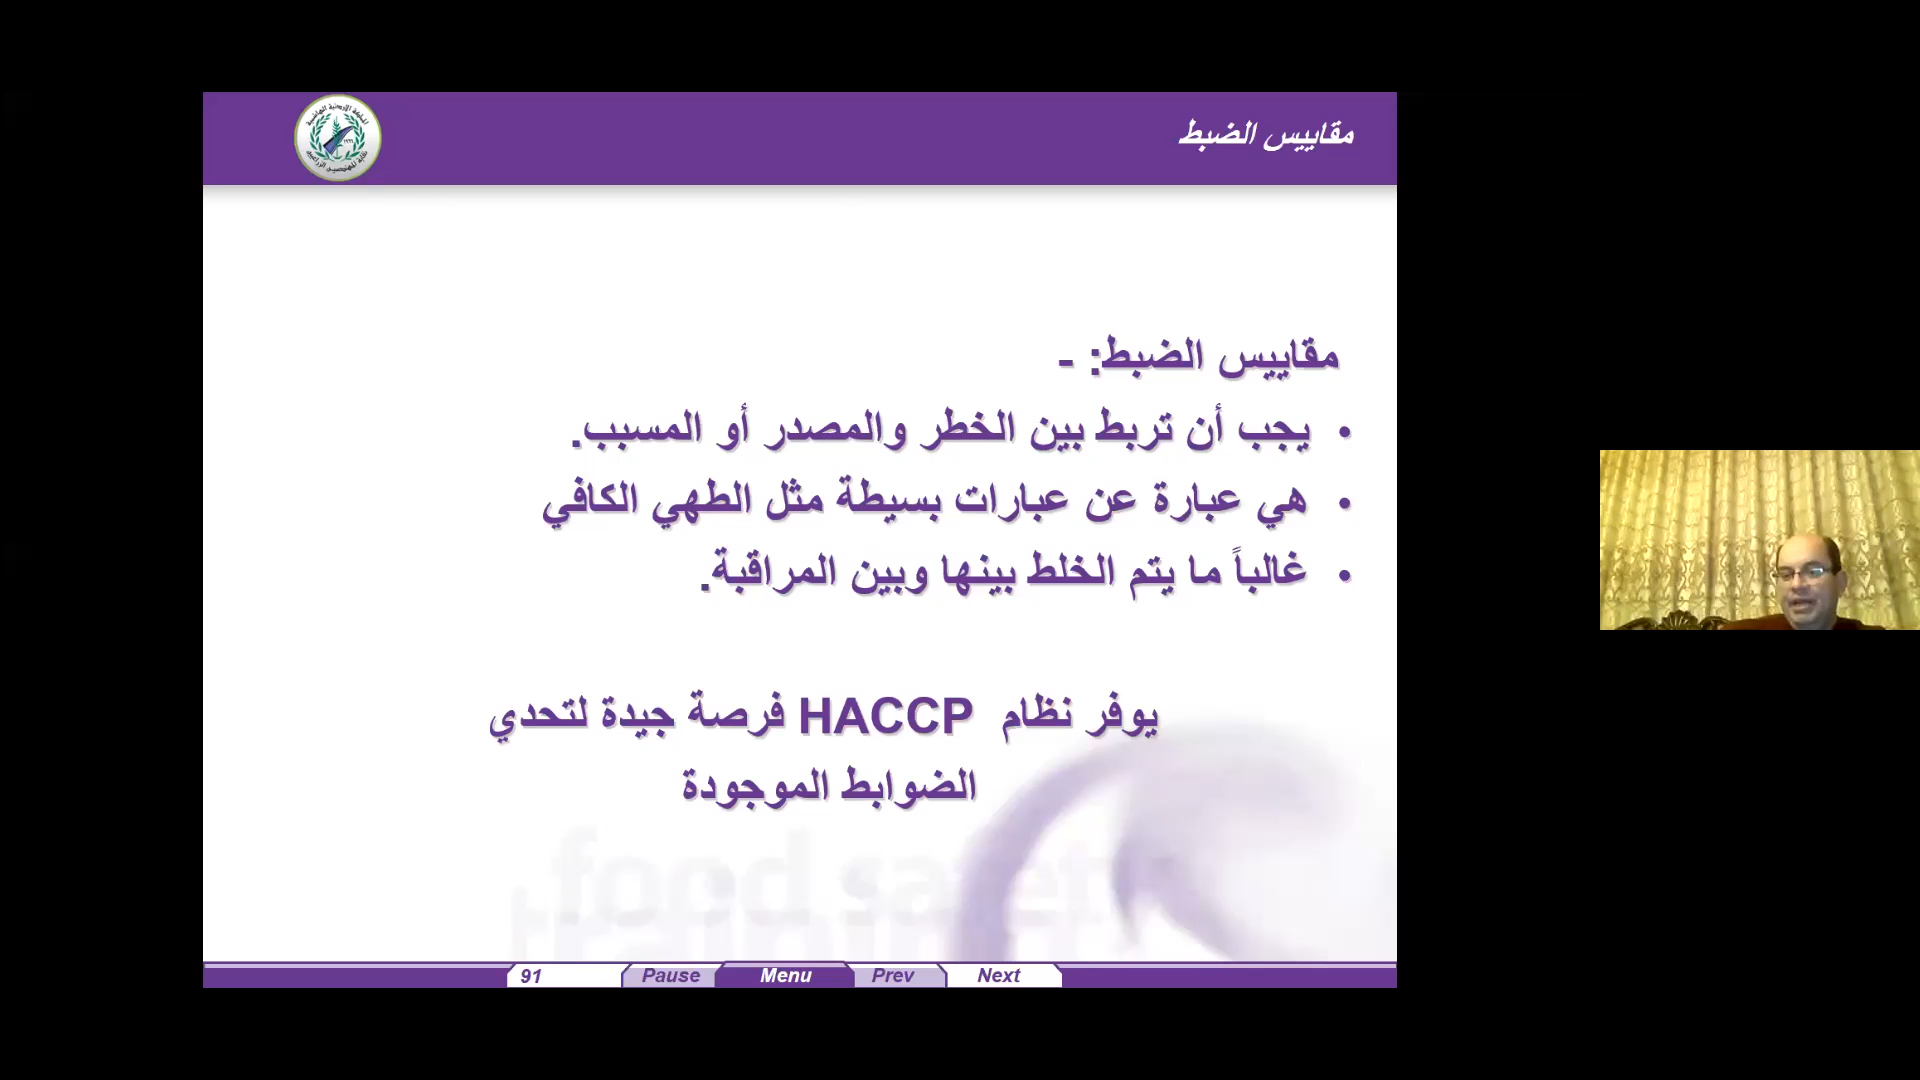 مقاييس الضبط
مقاييس الضبط: -
• يجب أن تربط بين الخطر والمصدر أو المسبب.
• هي عبارة عن عبارات بسيطة مثل الطهي الكافي
• غالباً ما يتم الخلط بينها وبين المراقبة.
يوفر نظام HACCP فرصة جيدة لتحدي
الضوابط الموجودة
food safety
training
91 Pause Menu Prev Next